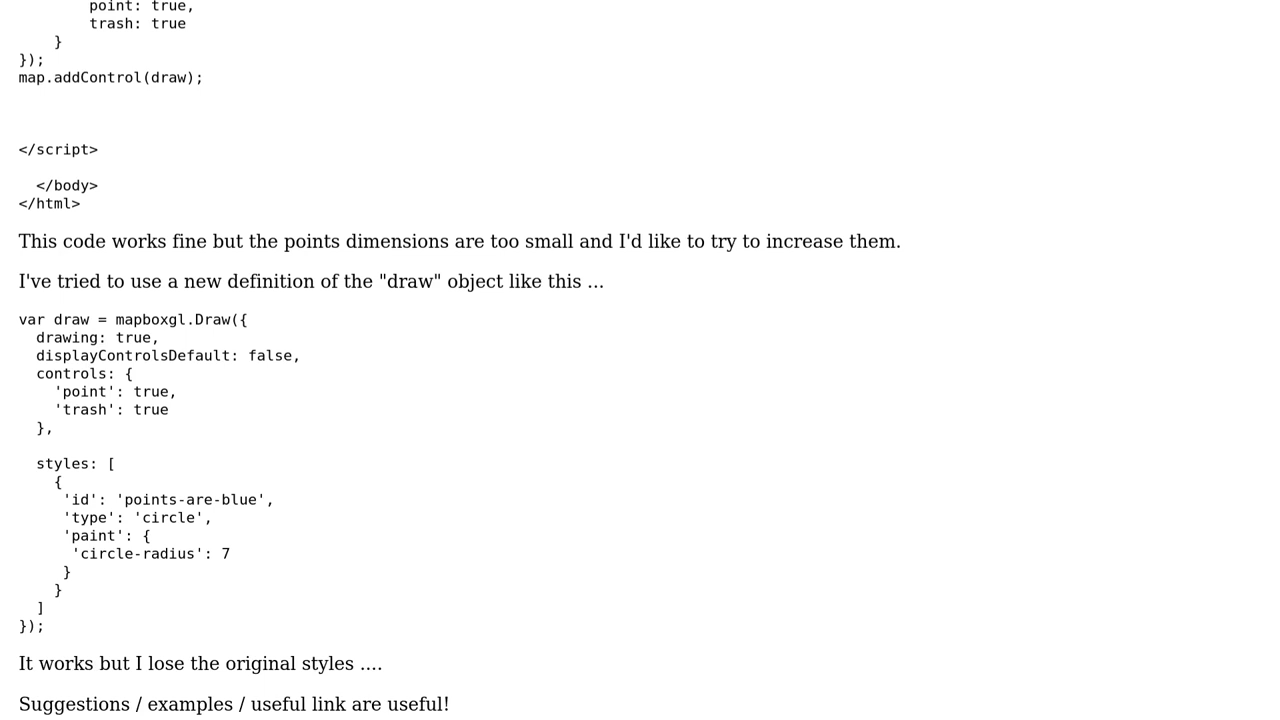 point: true,
        trash: true
    }
});
map.addControl(draw);
</script>
  </body>
</html>
This code works fine but the points dimensions are too small and I'd like to try to increase them.
I've tried to use a new definition of the "draw" object like this ...
var draw = mapboxgl.Draw({
  drawing: true,
  displayControlsDefault: false,
  controls: {
    'point': true,
    'trash': true
  },
  styles: [
    {
     'id': 'points-are-blue',
     'type': 'circle',
     'paint': {
      'circle-radius': 7
     }
    }
  ]
});
It works but I lose the original styles ....
Suggestions / examples / useful link are useful!